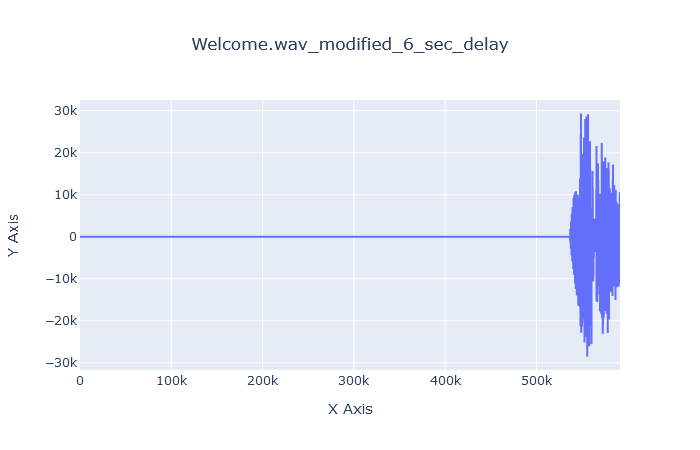 Welcome.wav_modified_6_sec_delay
30k
20k
10k
0
−10k
−20k
−30k
Y Axis
0 100k 200k 300k 400k 500k
X Axis